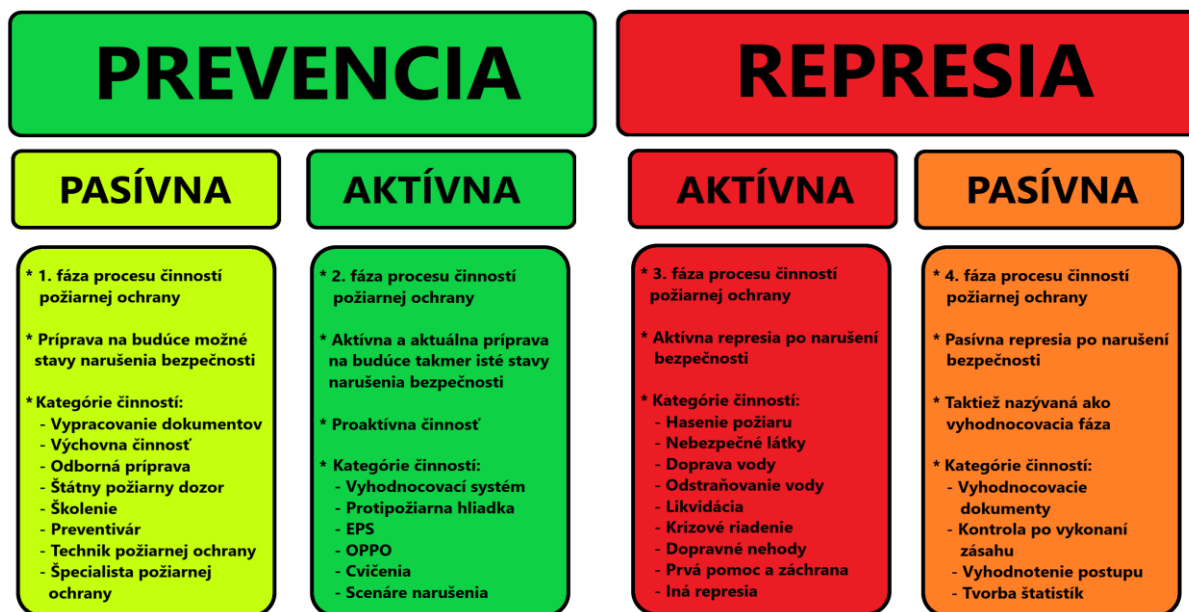 PREVENCIA
REPRESIA
PASÍVNA
AKTÍVNA
AKTÍVNA
PASÍVNA
* 1. fáza procesu činností
požiarnej ochrany
* Príprava na budúce možné
stavy narušenia bezpečnosti
* Kategórie činností:
- Vypracovanie dokumentov
- Výchovna činnosť
- Odborná príprava
- Štátny požiarny dozor
- Školenie
- Preventivár
- Technik požiarnej ochrany
- Špecialista požiarnej
ochrany
* 2. fáza procesu činností
požiarnej ochrany
* Aktívna a aktuálna príprava
na budúce takmer isté stavy
narušenia bezpečnosti
* Proaktívna činnosť
* Kategórie činností:
- Vyhodnocovací systém
- Protipožiarna hliadka
- EPS
- OPPO
- Cvičenia
- Scenáre narušenia
* 3. fáza procesu činností
požiarnej ochrany
* Aktívna represia po narušení
bezpečnosti
* Kategórie činností:
- Hasenie požiaru
- Nebezpečné látky
- Doprava vody
- Odstraňovanie vody
- Likvidácia
- Krizové riadenie
- Dopravné nehody
- Prvá pomoc a záchrana
- Iná represia
* 4. fáza procesu činností
požiarnej ochrany
* Pasívna represia po narušení
bezpečnosti
* Taktiež nazývaná ako
vyhodnocovacia fáza
* Kategórie činností:
- Vyhodnocovacie
dokumenty
- Kontrola po vykonaní
zásahu
- Vyhodnotenie postupu
- Tvorba štatistík